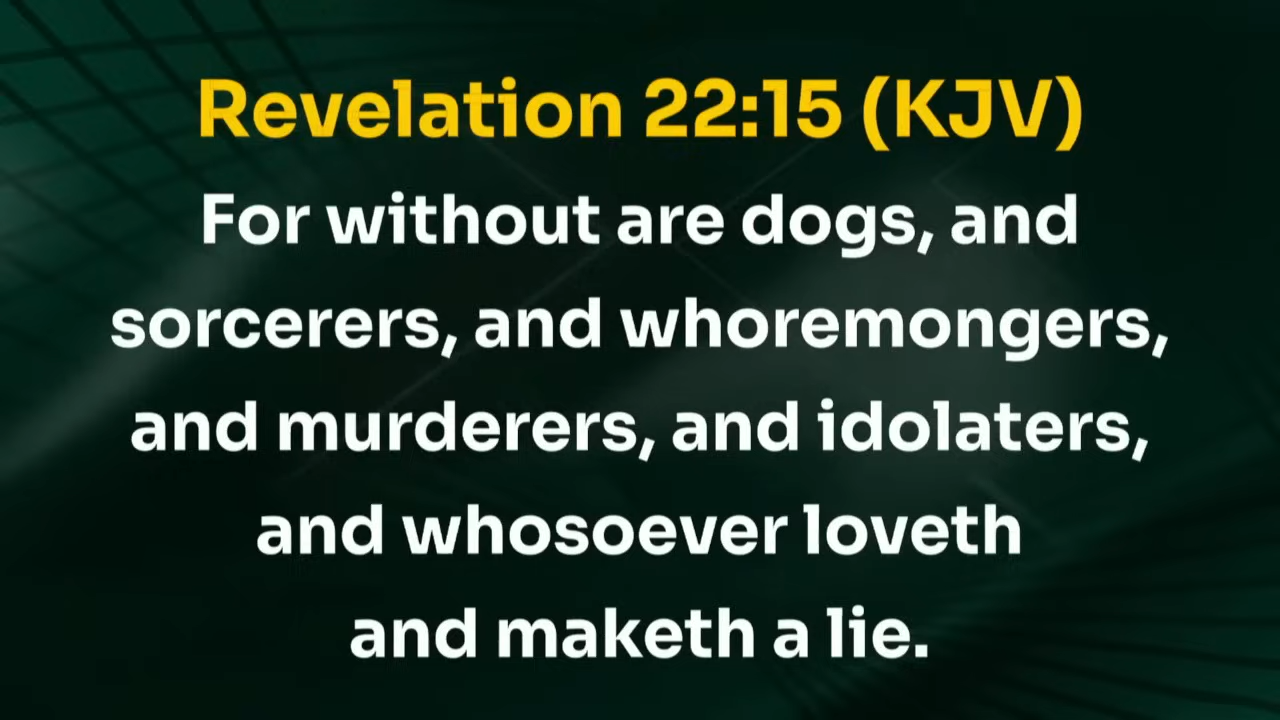 Revelation 22:15 (KJV)
For without are dogs, and
sorcerers, and whoremongers,
and murderers, and idolaters,
and whosoever loveth
and maketh a lie.